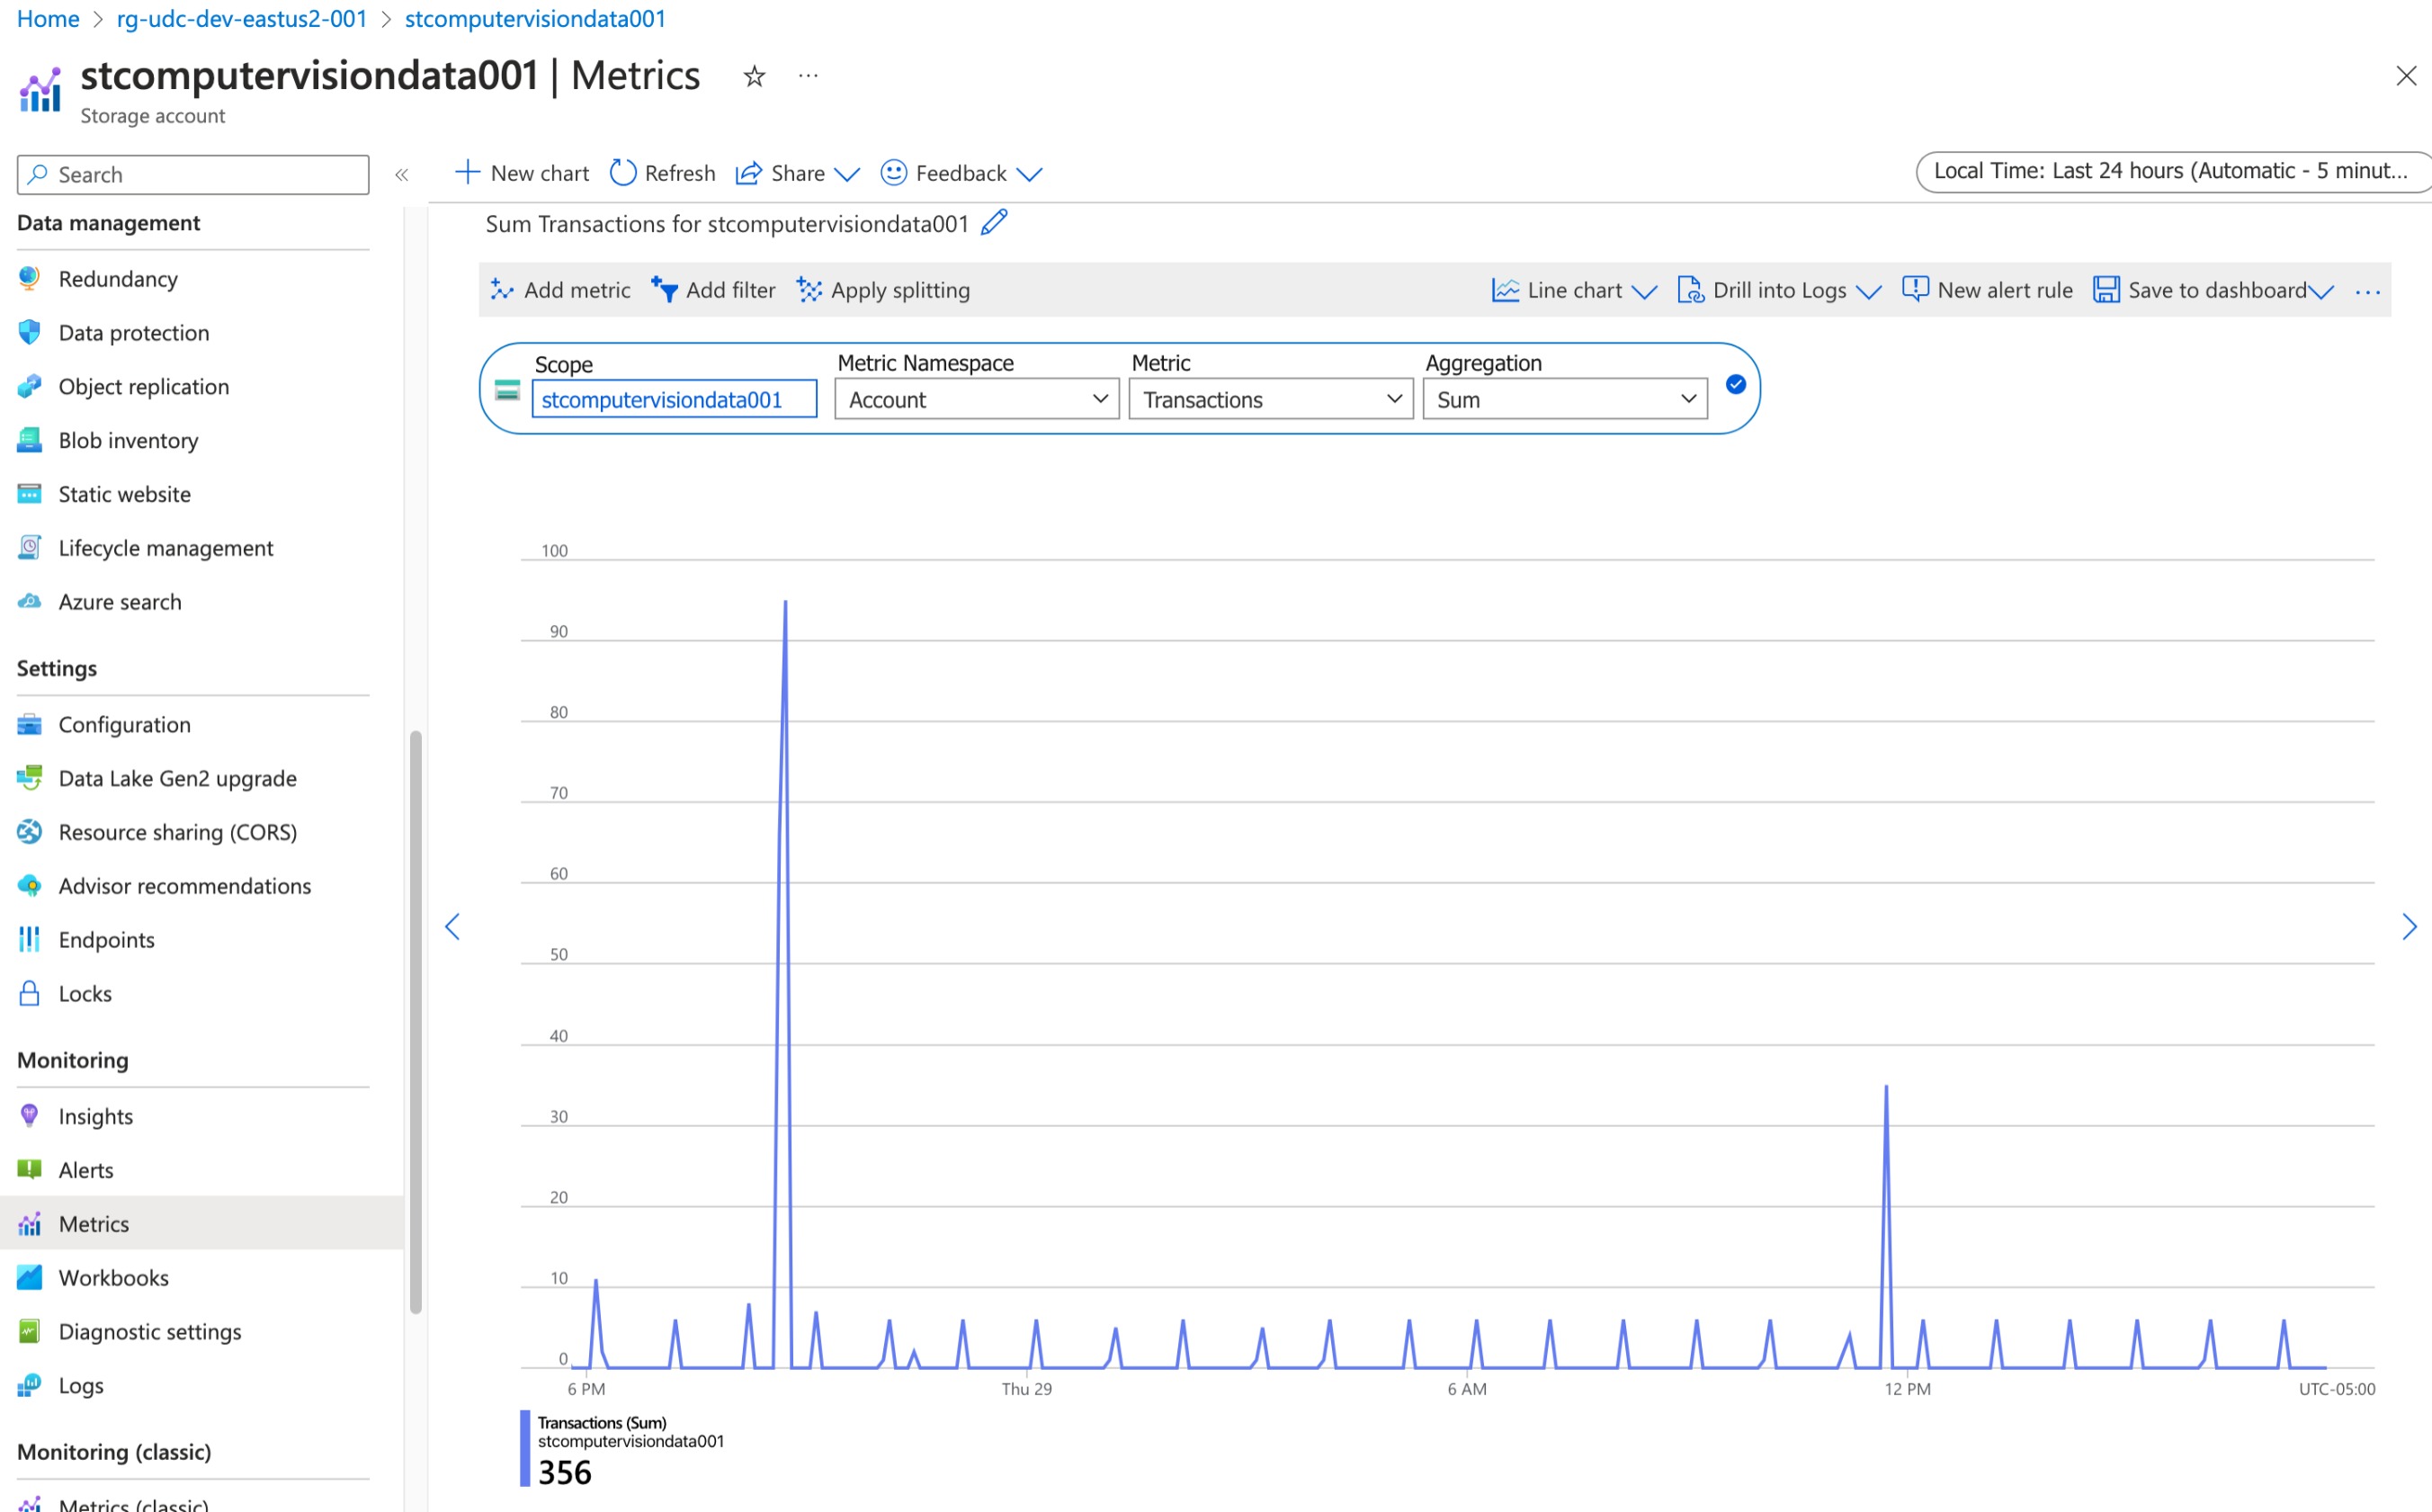 Home > rg-udc-dev-eastus2-001 > stcomputervisiondata001
stcomputervisiondata001 | Metrics
Storage account
Search
New chart Refresh Share Feedback
Local Time: Last 24 hours (Automatic - 5 minut...
Data management
Redundancy
Data protection
Object replication
Blob inventory
Static website
Lifecycle management
Azure search
Settings
Configuration
Data Lake Gen2 upgrade
Resource sharing (CORS)
Advisor recommendations
Endpoints
Locks
Monitoring
Insights
Alerts
Metrics
Workbooks
Diagnostic settings
Logs
Monitoring (classic)
Metrics (classic)
Sum Transactions for stcomputervisiondata001
Add metric Add filter Apply splitting Line chart Drill into Logs New alert rule Save to dashboard
Scope Metric Namespace Metric Aggregation
stcomputervisiondata001 Account Transactions Sum
100
90
80
70
60
50
40
30
20
10
0
6 PM Thu 29 6 AM 12 PM UTC-05:00
Transactions (Sum)
stcomputervisiondata001
356